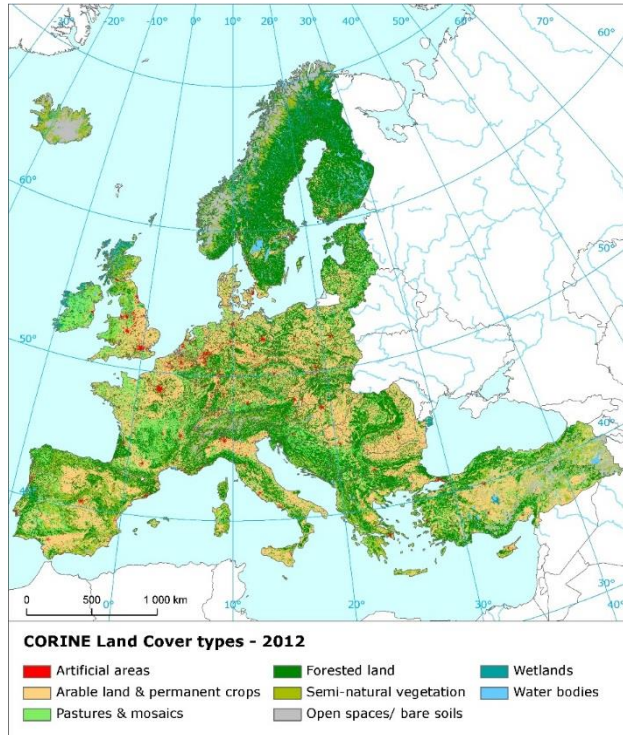 -30° -20° -10° 0° 10° 20° 30° 40° 50° 60° 70°
60°
60°
50°
50°
40°
40°
30°
0 500 1 000 km
0° 10° 20° 30° 40°
CORINE Land Cover types - 2012
Artificial areas Forested land Wetlands
Arable land & permanent crops Semi-natural vegetation Water bodies
Pastures & mosaics Open spaces/ bare soils